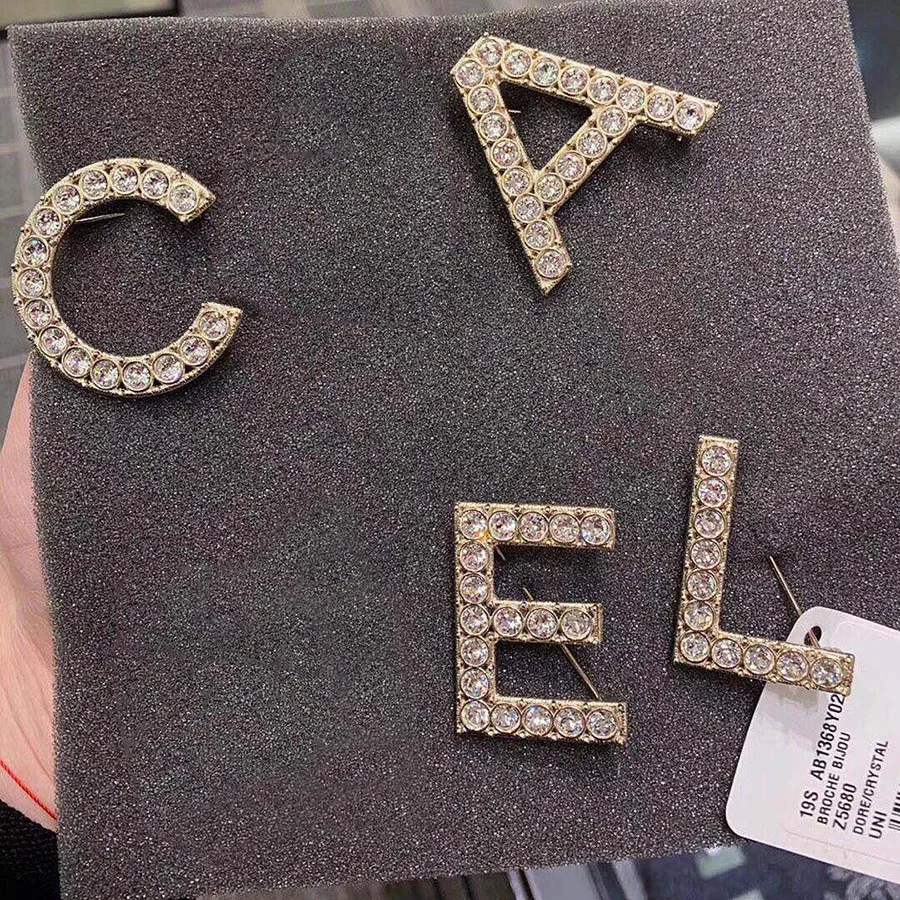 C
A
E
L
19S AB1368Y02
BROCHE BIJOU
Z5680
DORE/CRYSTAL
UNI